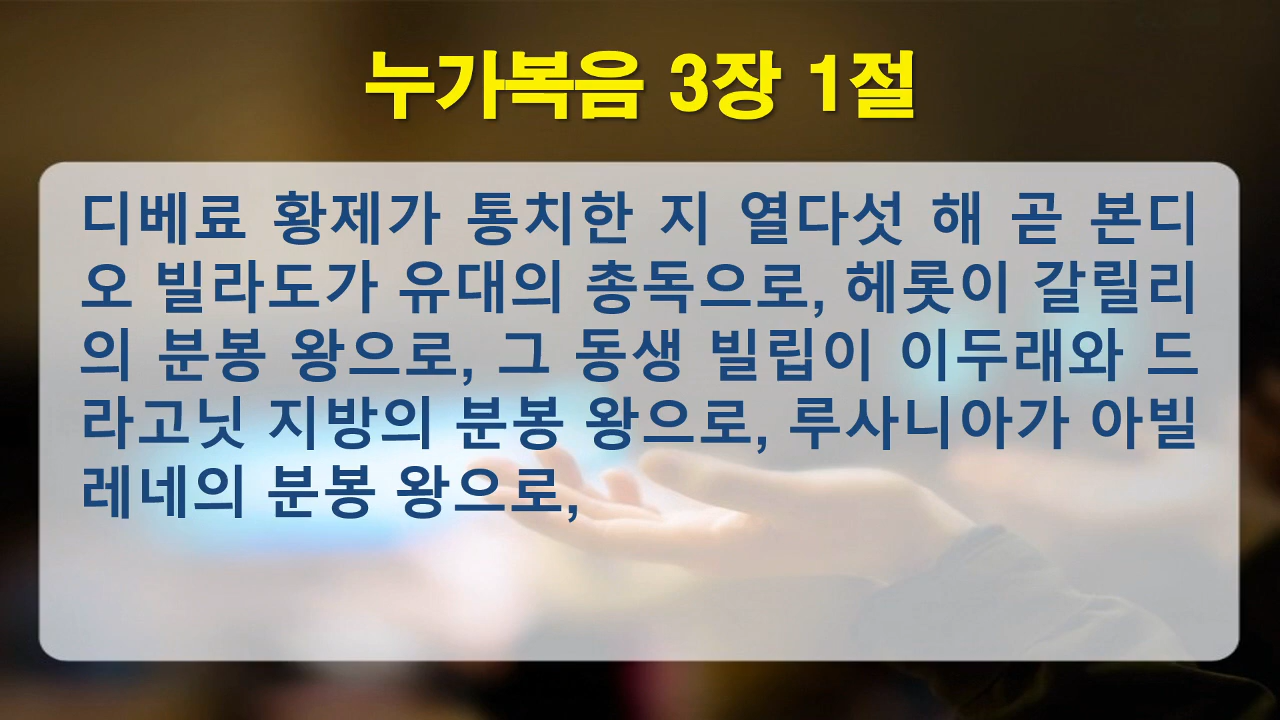 누가복음 3장 1절
디베료 황제가 통치한 지 열다섯 해 곧 본디
오 빌라도가 유대의 총독으로, 헤롯이 갈릴리
의 분봉 왕으로, 그 동생 빌립이 이두래와 드
라고닛 지방의 분봉 왕으로, 루사니아가 아빌
레네의 분봉 왕으로,